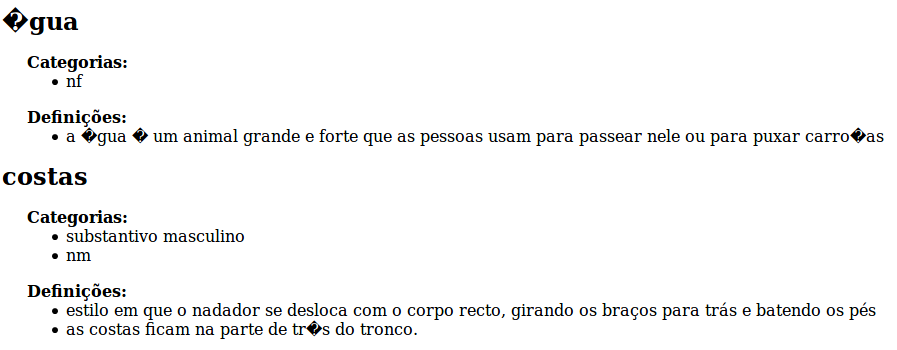 �gua
Categorias:
• nf
Definições:
• a �gua � um animal grande e forte que as pessoas usam para passear nele ou para puxar carro�as
costas
Categorias:
• substantivo masculino
• nm
Definições:
• estilo em que o nadador se desloca com o corpo recto, girando os braços para trás e batendo os pés
• as costas ficam na parte de tr�s do tronco.